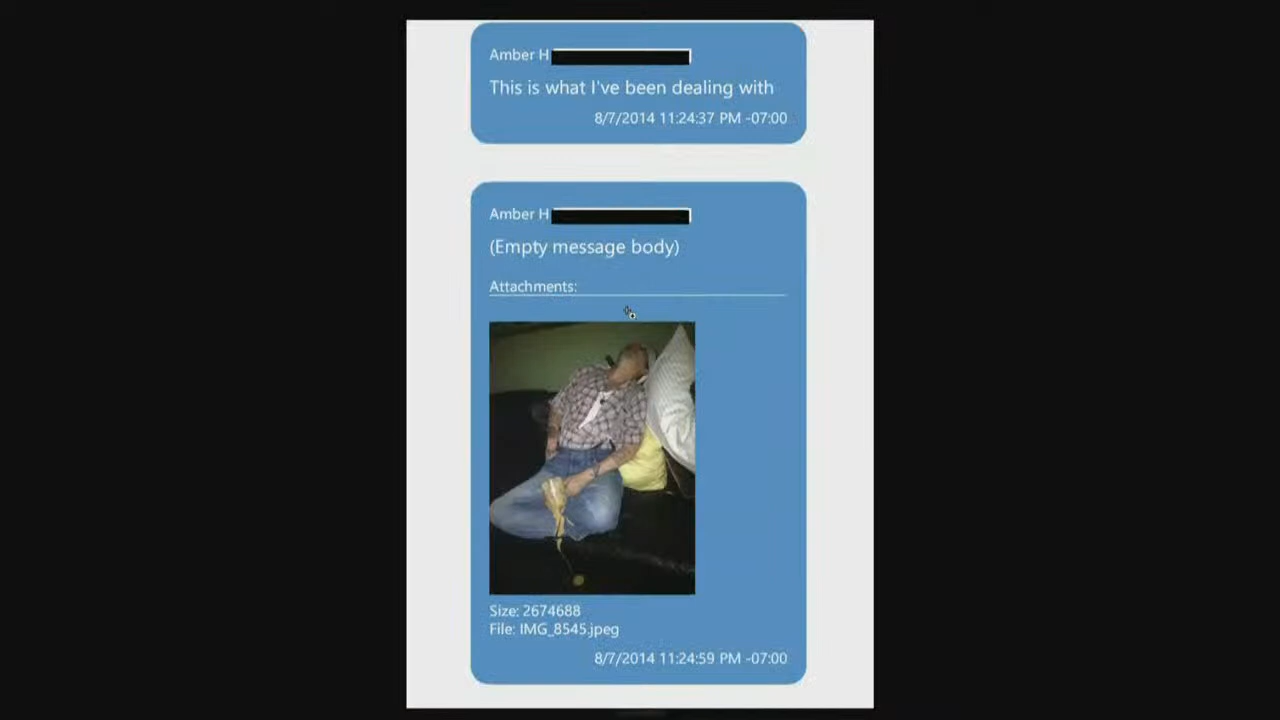 Amber H
This is what I've been dealing with
8/7/2014 11:24:37 PM -07:00
Amber H
(Empty message body)
Attachments:
Size: 2674688
File: IMG_8545.jpeg
8/7/2014 11:24:59 PM -07:00